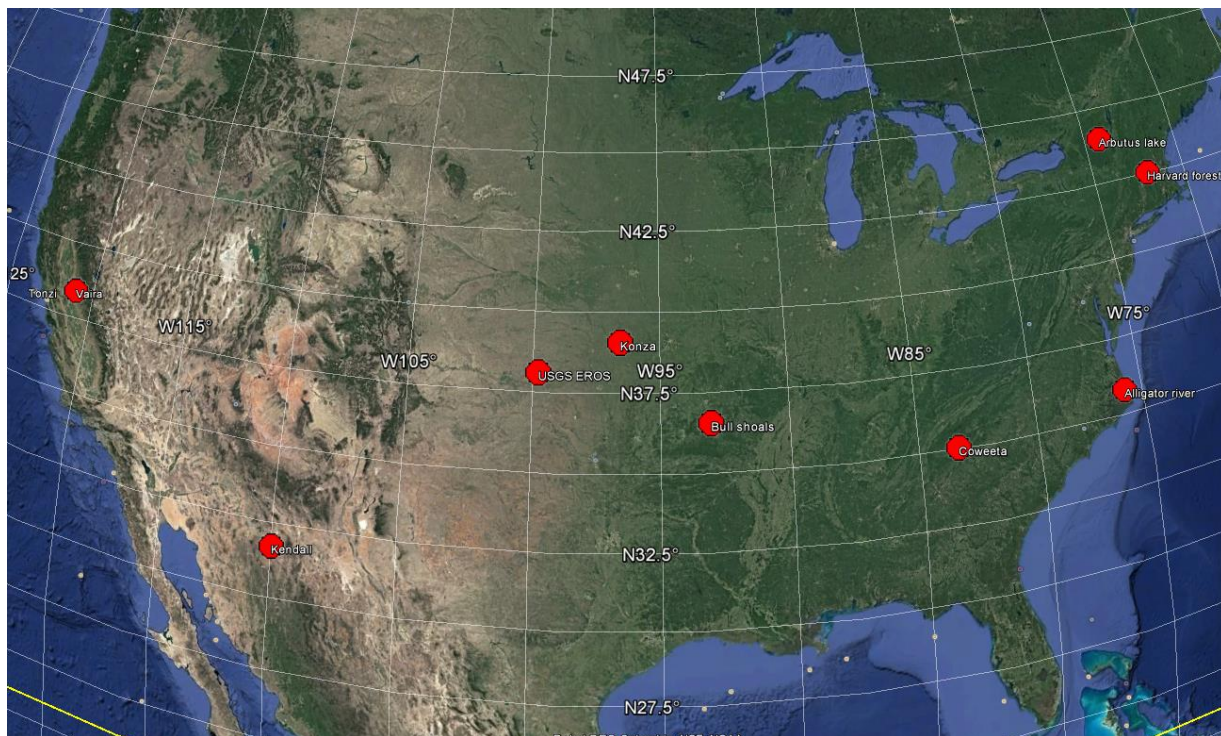 N47.5°
Arbutus lake
Harvard forest
N42.5°
25°
Tonzi Vaira
W115°
W75°
Konza
W105°
W85°
W95°
USGS EROS
N37.5°
Alligator river
Bull shoals
Coweeta
Kendall
N32.5°
N27.5°